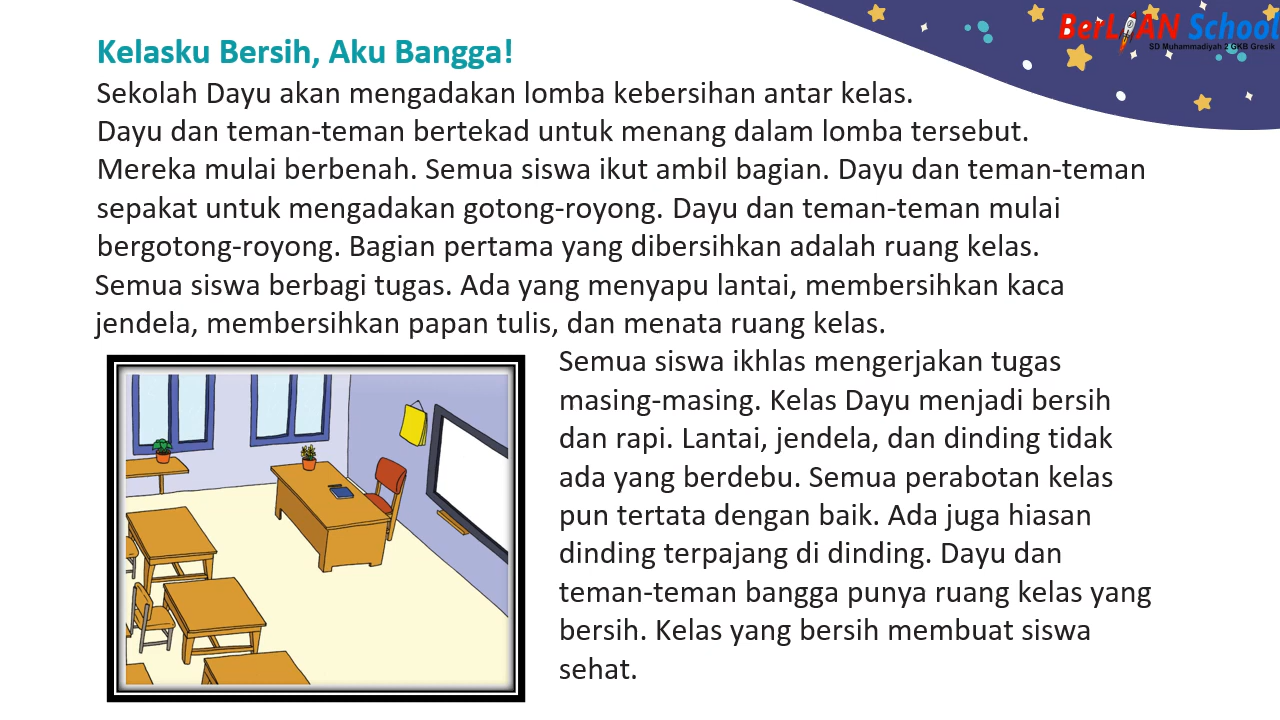 BerLIAN School
SD Muhammadiyah 2 GKB Gresik
Kelasku Bersih, Aku Bangga!
Sekolah Dayu akan mengadakan lomba kebersihan antar kelas.
Dayu dan teman-teman bertekad untuk menang dalam lomba tersebut.
Mereka mulai berbenah. Semua siswa ikut ambil bagian. Dayu dan teman-teman
sepakat untuk mengadakan gotong-royong. Dayu dan teman-teman mulai
bergotong-royong. Bagian pertama yang dibersihkan adalah ruang kelas.
Semua siswa berbagi tugas. Ada yang menyapu lantai, membersihkan kaca
jendela, membersihkan papan tulis, dan menata ruang kelas.
Semua siswa ikhlas mengerjakan tugas
masing-masing. Kelas Dayu menjadi bersih
dan rapi. Lantai, jendela, dan dinding tidak
ada yang berdebu. Semua perabotan kelas
pun tertata dengan baik. Ada juga hiasan
dinding terpajang di dinding. Dayu dan
teman-teman bangga punya ruang kelas yang
bersih. Kelas yang bersih membuat siswa
sehat.